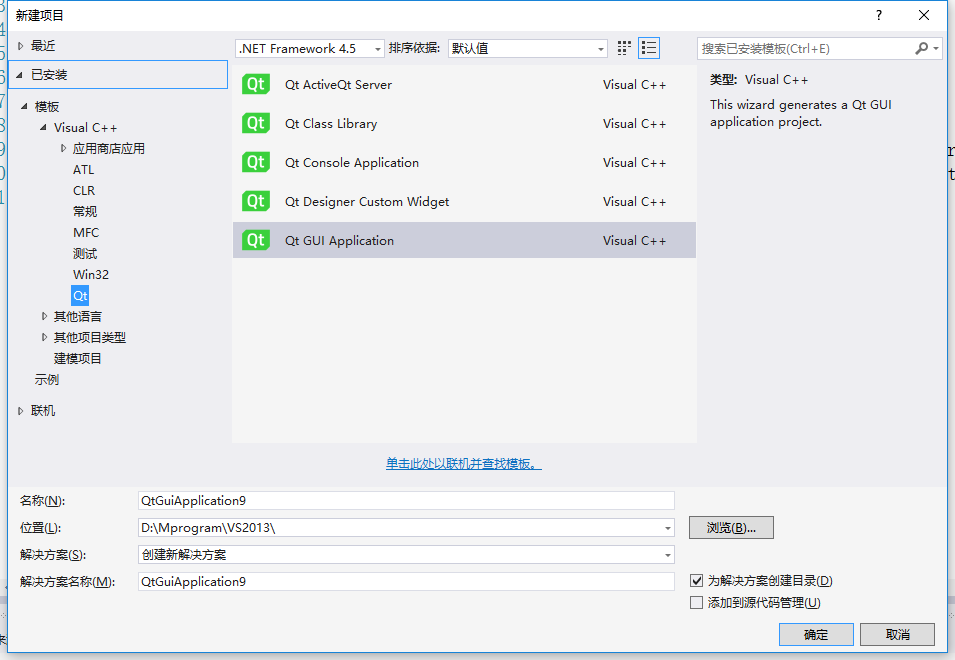 新建项目
?
最近
.NET Framework 4.5
排序依据:
默认值
搜索已安装模板(Ctrl+E)
已安装
模板
Visual C++
应用商店应用
ATL
CLR
常规
MFC
测试
Win32
Qt
其他语言
其他项目类型
建模项目
示例
联机
Qt Qt ActiveQt Server Visual C++
Qt Qt Class Library Visual C++
Qt Qt Console Application Visual C++
Qt Qt Designer Custom Widget Visual C++
Qt Qt GUI Application Visual C++
类型: Visual C++
This wizard generates a Qt GUI
application project.
单击此处以联机并查找模板。
名称(N): QtGuiApplication9
位置(L): D:\Mprogram\VS2013\ 浏览(B)...
解决方案(S): 创建新解决方案
解决方案名称(M): QtGuiApplication9
为解决方案创建目录(D)
添加到源代码管理(U)
确定 取消